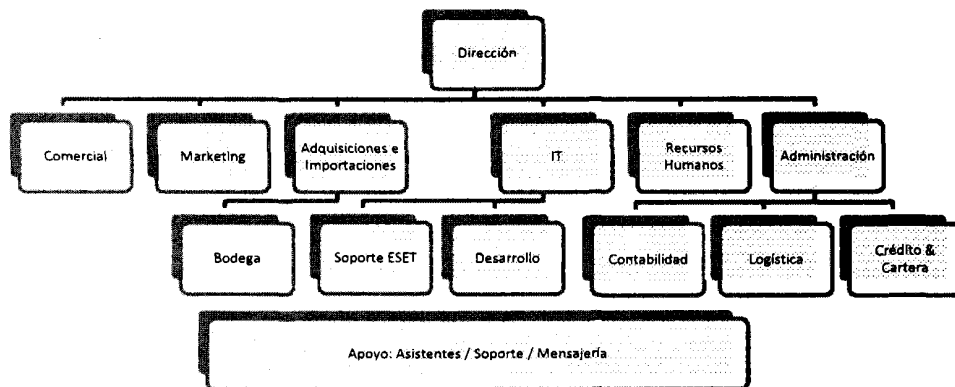 Dirección
Comercial
Marketing
Adquisiciones e
Importaciones
IT
Recursos
Humanos
Administración
Bodega
Soporte ESET
Desarrollo
Contabilidad
Logística
Crédito &
Cartera
Apoyo: Asistentes / Soporte / Mensajería